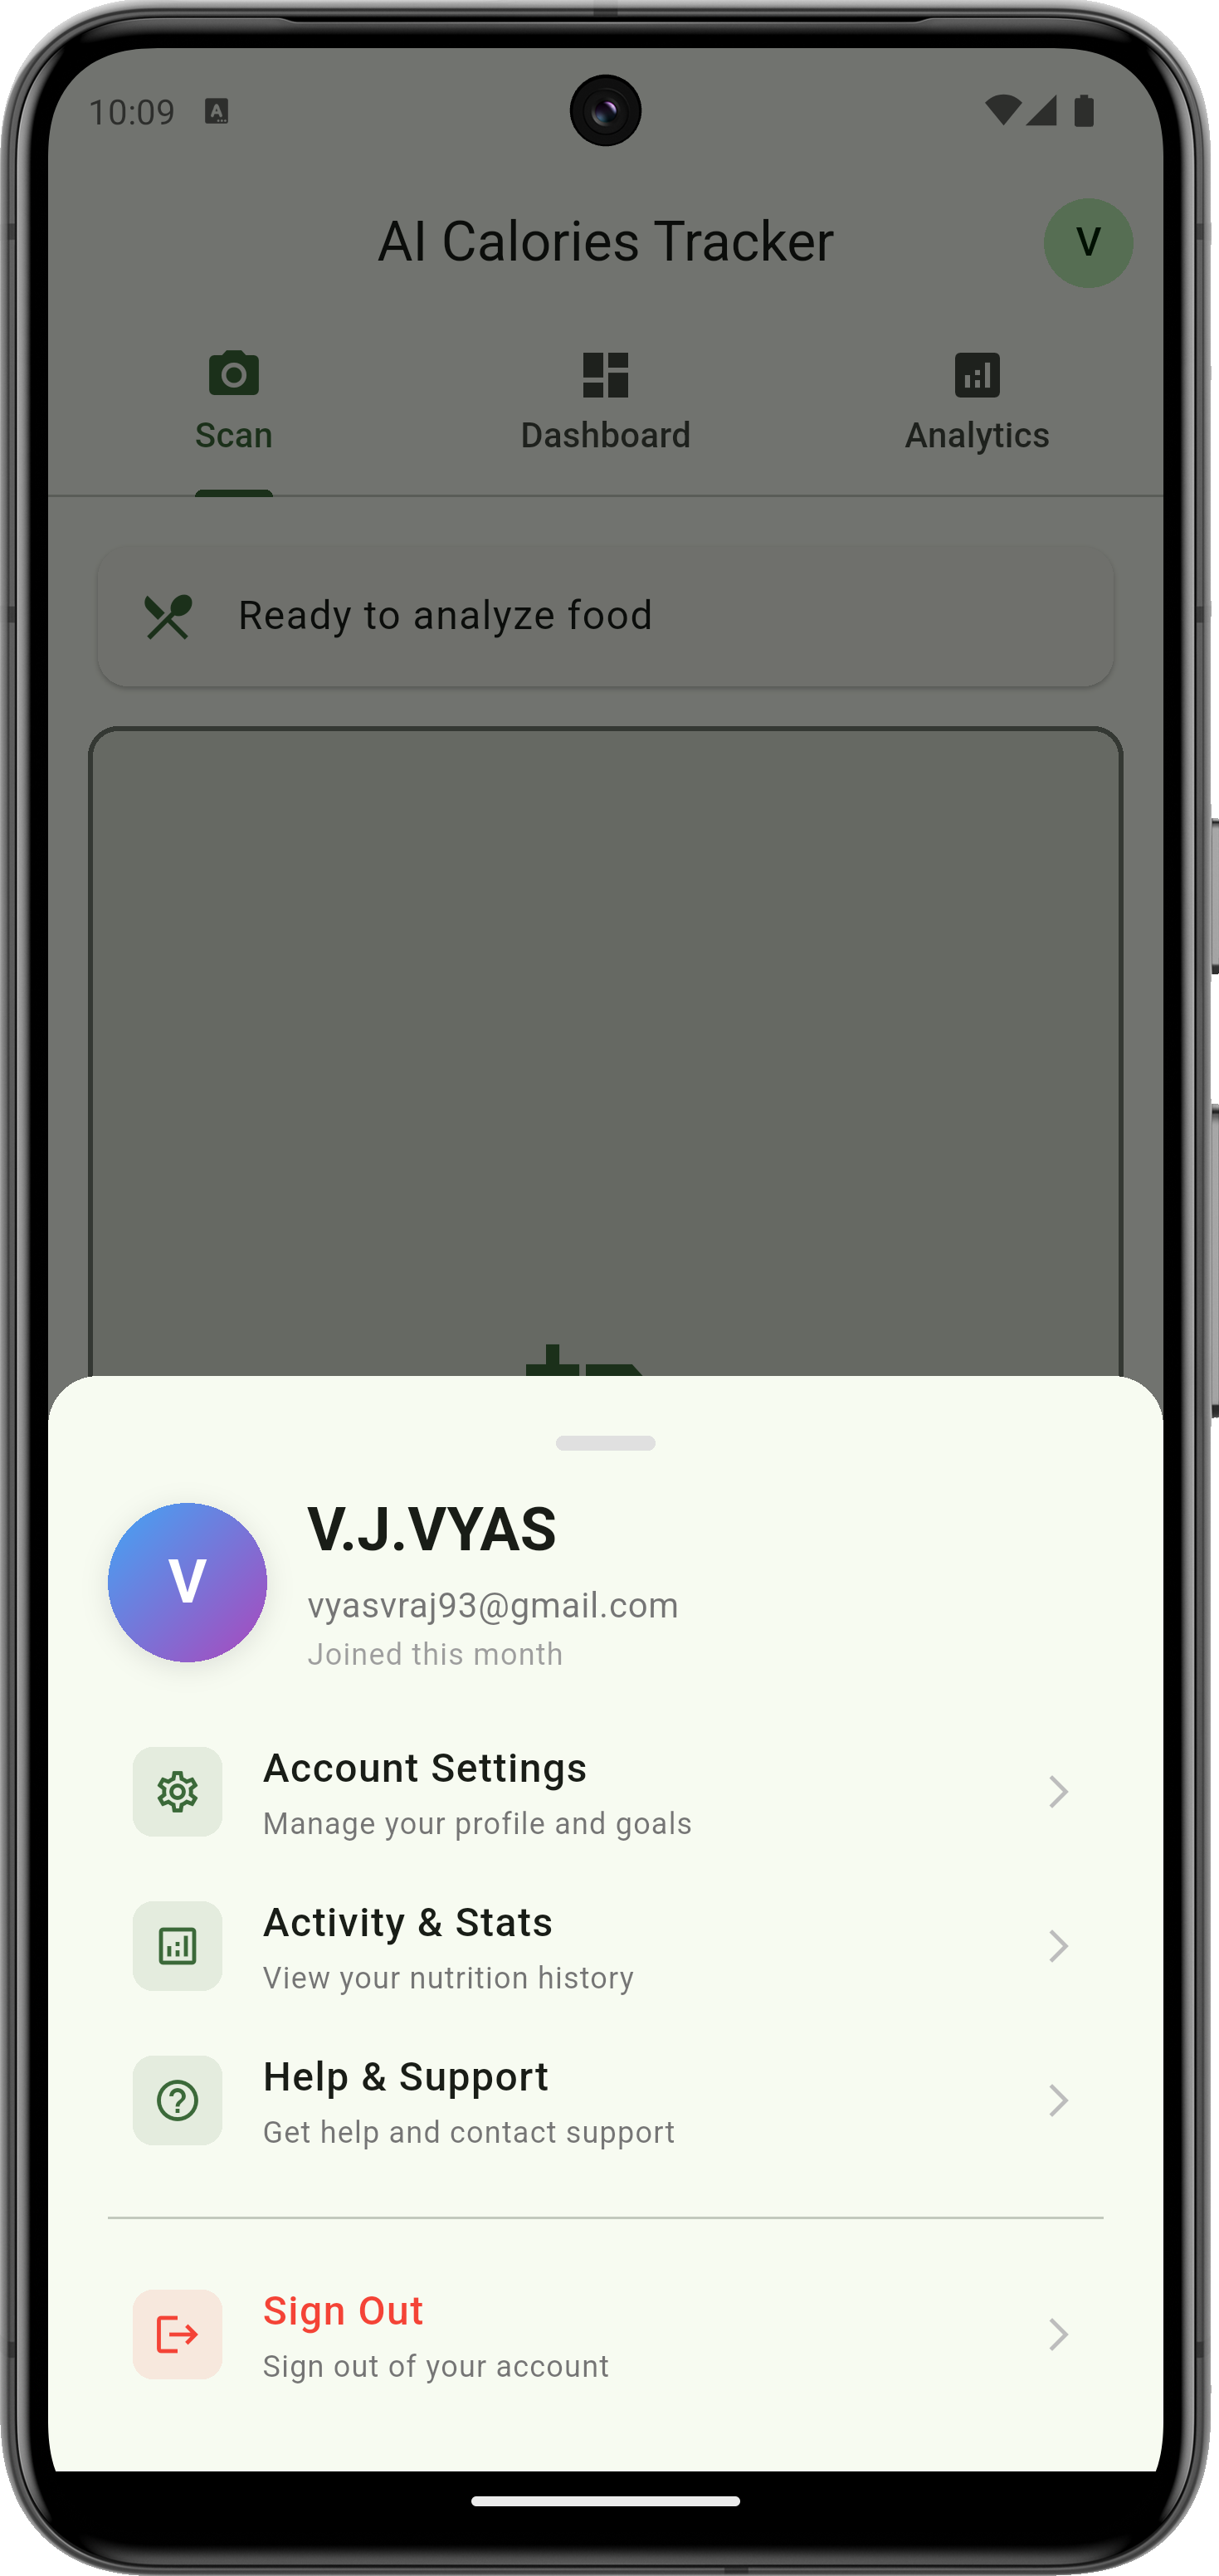 10:09 A
AI Calories Tracker V
Scan Dashboard Analytics
Ready to analyze food
V
V.J.VYAS
vyasvraj93@gmail.com
Joined this month
Account Settings
Manage your profile and goals
Activity & Stats
View your nutrition history
Help & Support
Get help and contact support
Sign Out
Sign out of your account